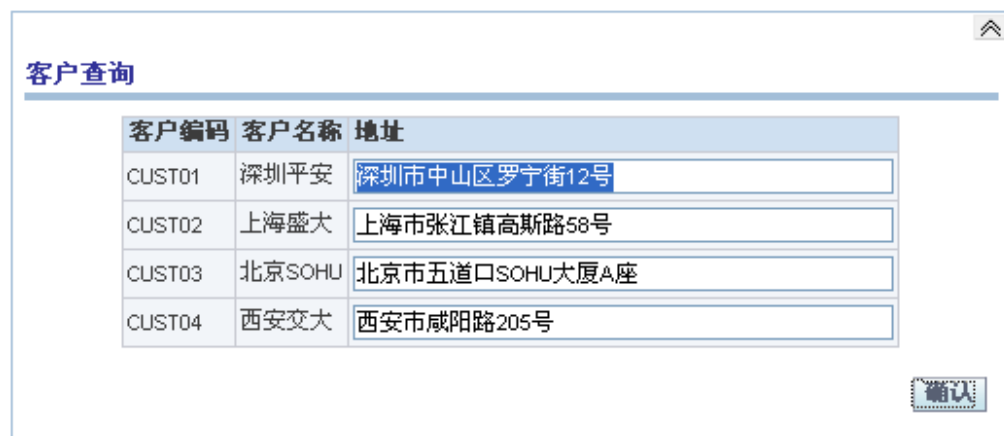 客户查询
客户编码 客户名称 地址
CUST01 深圳平安 深圳市中山区罗宁街12号
CUST02 上海盛大 上海市张江镇高斯路58号
CUST03 北京SOHU 北京市五道口SOHU大厦A座
CUST04 西安交大 西安市咸阳路205号
确认